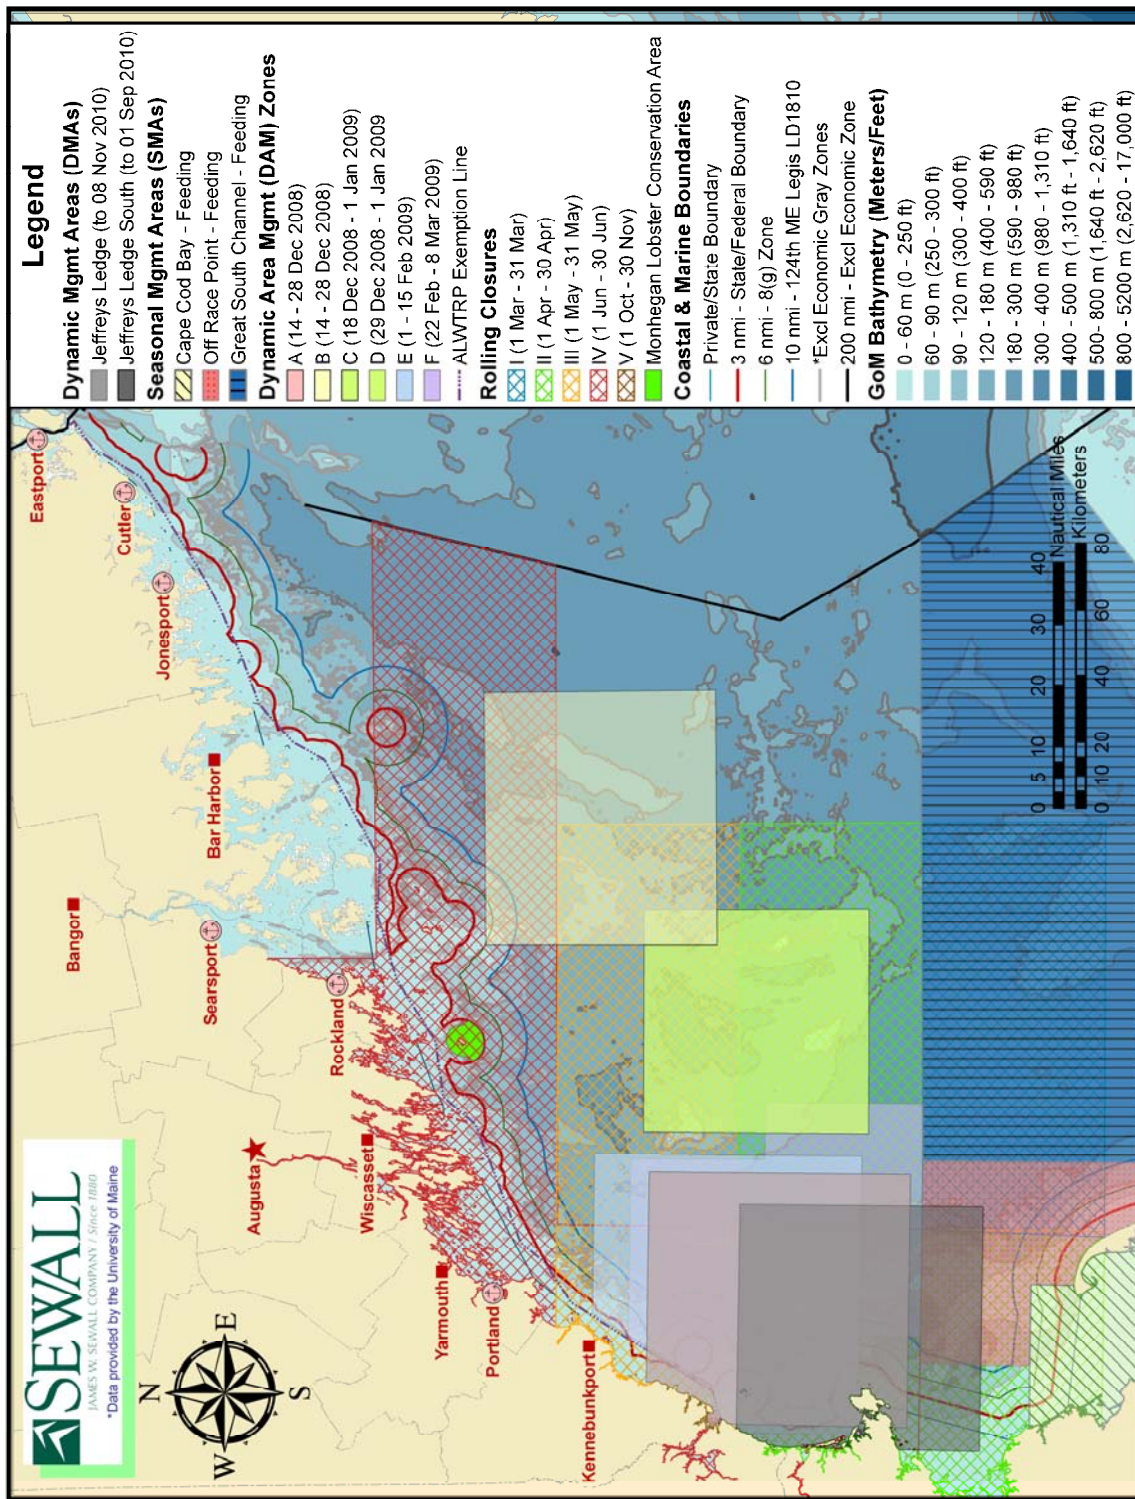 SEWALL
JAMES W. SEWALL COMPANY / Since 1880
*Data provided by the University of Maine
N
E
S
W
Eastport
Cutler
Jonesport
Bar Harbor
Bangor
Searsport
Rockland
Augusta
Wiscasset
Yarmouth
Portland
Kennebunkport
0 5 10 20 30 40
Nautical Miles
Kilometers
0 10 20 40 60 80
Legend
Dynamic Mgmt Areas (DMAs)
Jeffreys Ledge (to 08 Nov 2010)
Jeffreys Ledge South (to 01 Sep 2010)
Seasonal Mgmt Areas (SMAs)
Cape Cod Bay - Feeding
Off Race Point - Feeding
Great South Channel - Feeding
Dynamic Area Mgmt (DAM) Zones
A (14 - 28 Dec 2008)
B (14 - 28 Dec 2008)
C (18 Dec 2008 - 1 Jan 2009)
D (29 Dec 2008 - 1 Jan 2009
E (1 - 15 Feb 2009)
F (22 Feb - 8 Mar 2009)
ALWTRP Exemption Line
Rolling Closures
I (1 Mar - 31 Mar)
II (1 Apr - 30 Apr)
III (1 May - 31 May)
IV (1 Jun - 30 Jun)
V (1 Oct - 30 Nov)
Monhegan Lobster Conservation Area
Coastal & Marine Boundaries
Private/State Boundary
3 nmi - State/Federal Boundary
6 nmi - 8(g) Zone
10 nmi - 124th ME Legis LD1810
*Excl Economic Gray Zones
200 nmi - Excl Economic Zone
GoM Bathymetry (Meters/Feet)
0 - 60 m (0 - 250 ft)
60 - 90 m (250 - 300 ft)
90 - 120 m (300 - 400 ft)
120 - 180 m (400 - 590 ft)
180 - 300 m (590 - 980 ft)
300 - 400 m (980 - 1,310 ft)
400 - 500 m (1,310 ft - 1,640 ft)
500- 800 m (1,640 ft - 2,620 ft)
800 - 5200 m (2,620 - 17,000 ft)